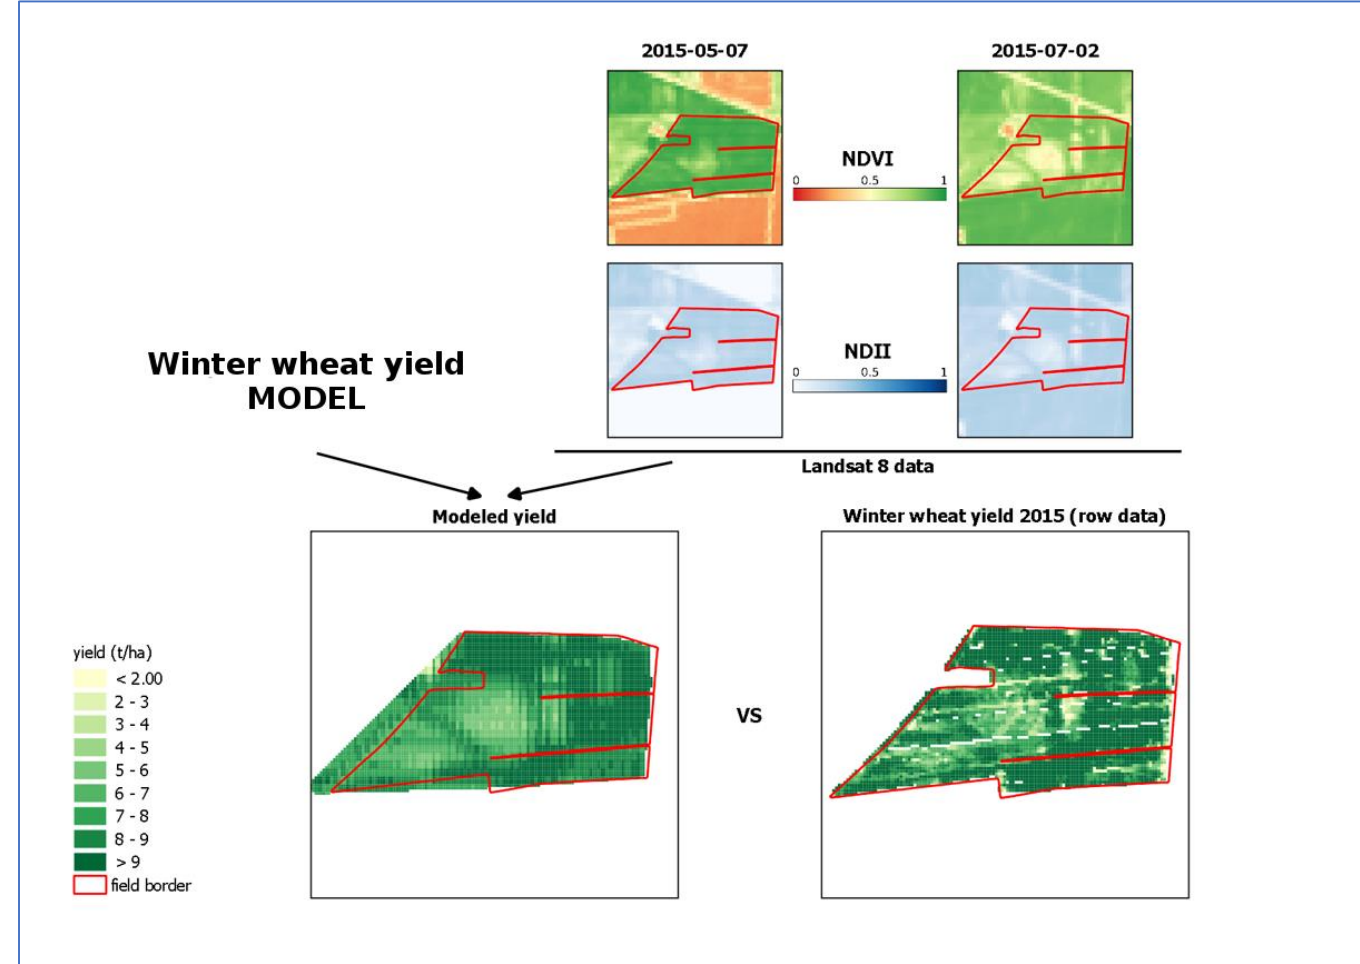 2015-05-07
2015-07-02
NDVI
0 0.5 1
NDII
0 0.5 1
Winter wheat yield
MODEL
Landsat 8 data
Modeled yield
Winter wheat yield 2015 (row data)
VS
yield (t/ha)
< 2.00
2 - 3
3 - 4
4 - 5
5 - 6
6 - 7
7 - 8
8 - 9
> 9
field border